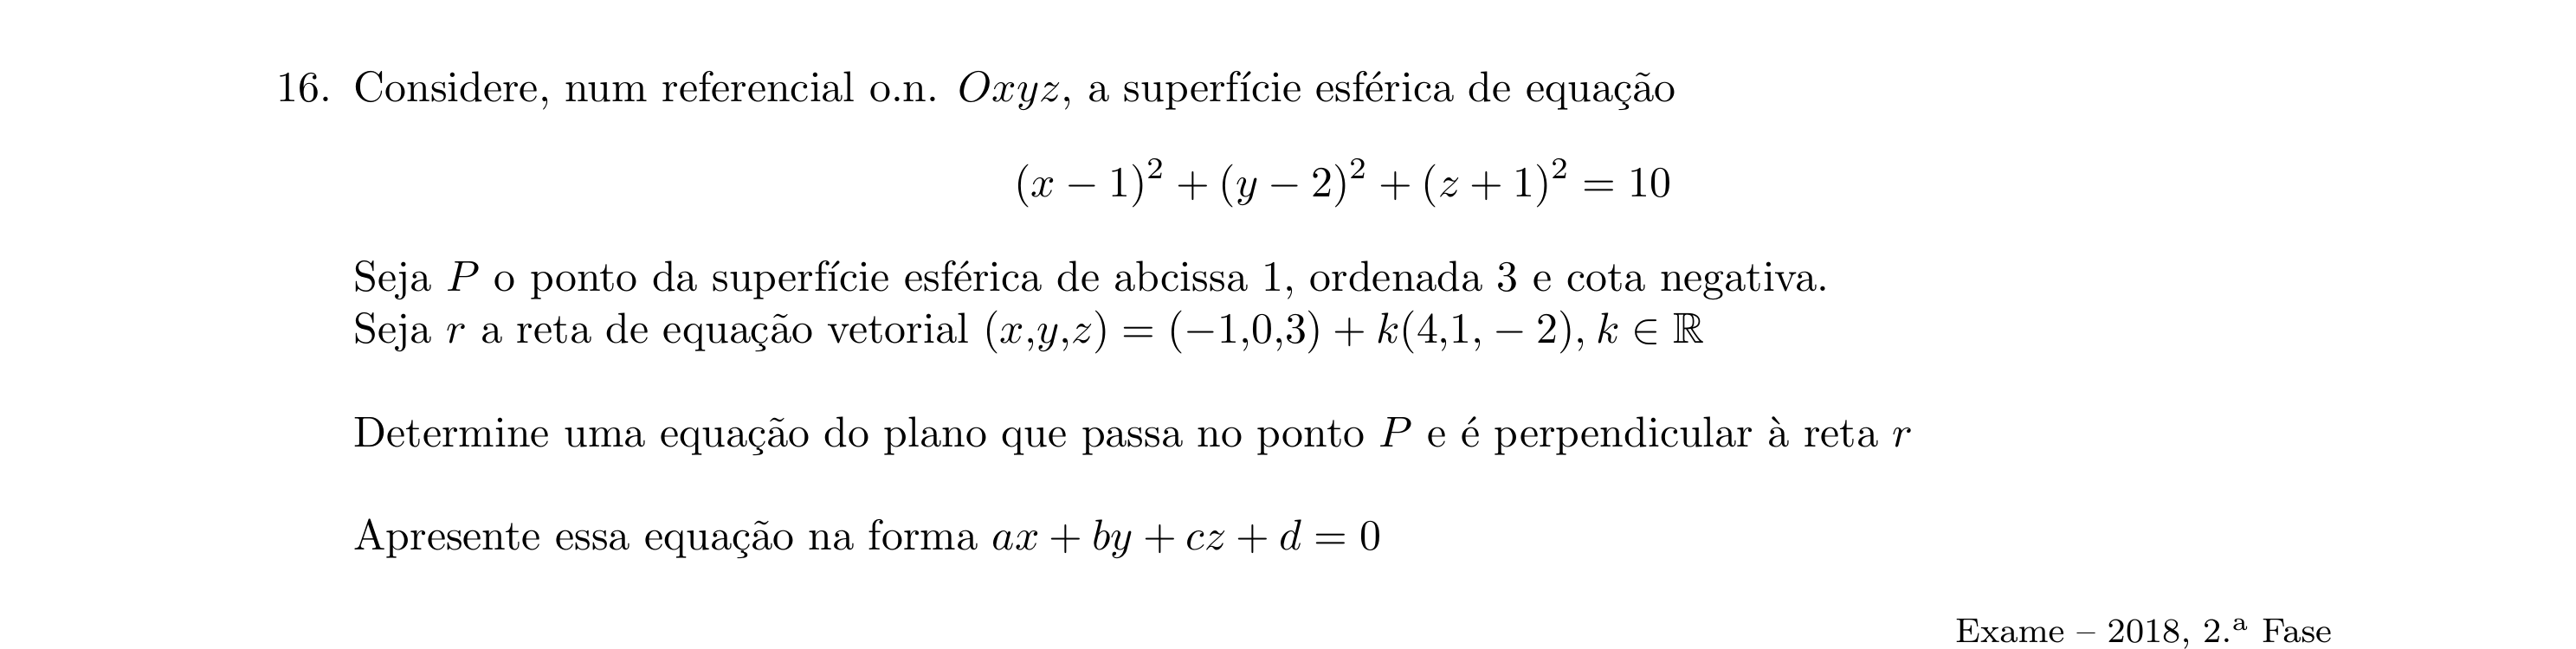 16. Considere, num referencial o.n. Oxyz, a superfície esférica de equação
(x − 1)² + (y − 2)² + (z + 1)² = 10
Seja P o ponto da superfície esférica de abcissa 1, ordenada 3 e cota negativa.
Seja r a reta de equação vetorial (x,y,z) = (−1,0,3) + k(4,1, − 2), k ∈ ℝ
Determine uma equação do plano que passa no ponto P e é perpendicular à reta r
Apresente essa equação na forma ax + by + cz + d = 0
Exame – 2018, 2.ª Fase